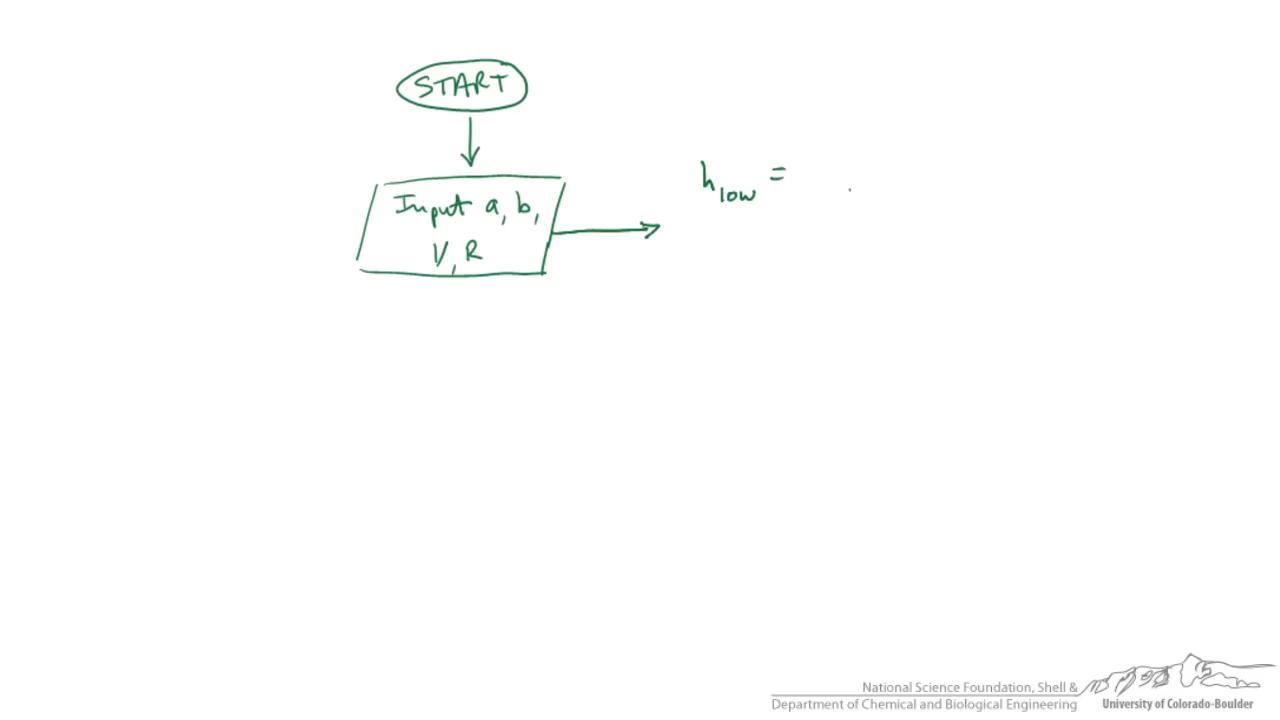 START
Input a, b,
V, R
h_low =
National Science Foundation, Shell &
Department of Chemical and Biological Engineering
University of Colorado-Boulder